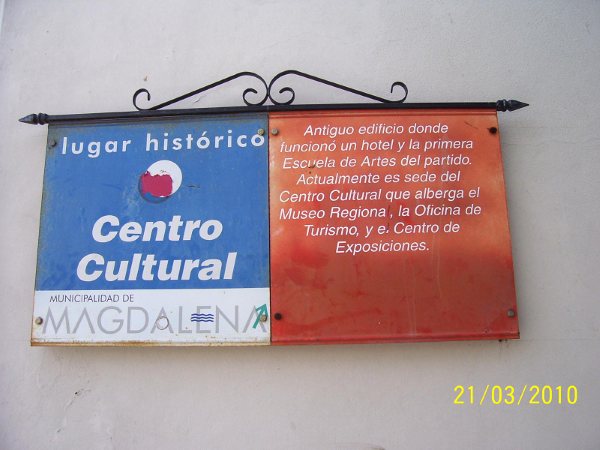 lugar histórico
Centro
Cultural
MUNICIPALIDAD DE
MAGDALENA
Antiguo edificio donde
funcionó un hotel y la primera
Escuela de Artes del partido.
Actualmente es sede del
Centro Cultural que alberga el
Museo Regional, la Oficina de
Turismo, y el Centro de
Exposiciones.
21/03/2010